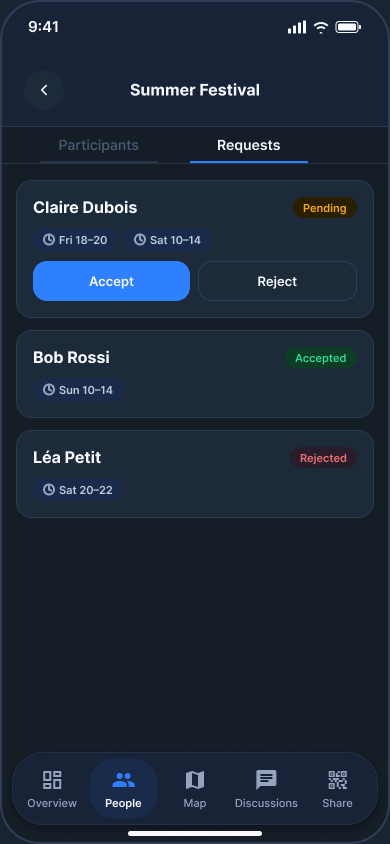 9:41
Summer Festival
Participants Requests
Claire Dubois Pending
Fri 18–20 Sat 10–14
Accept Reject
Bob Rossi Accepted
Sun 10–14
Léa Petit Rejected
Sat 20–22
Overview People Map Discussions Share